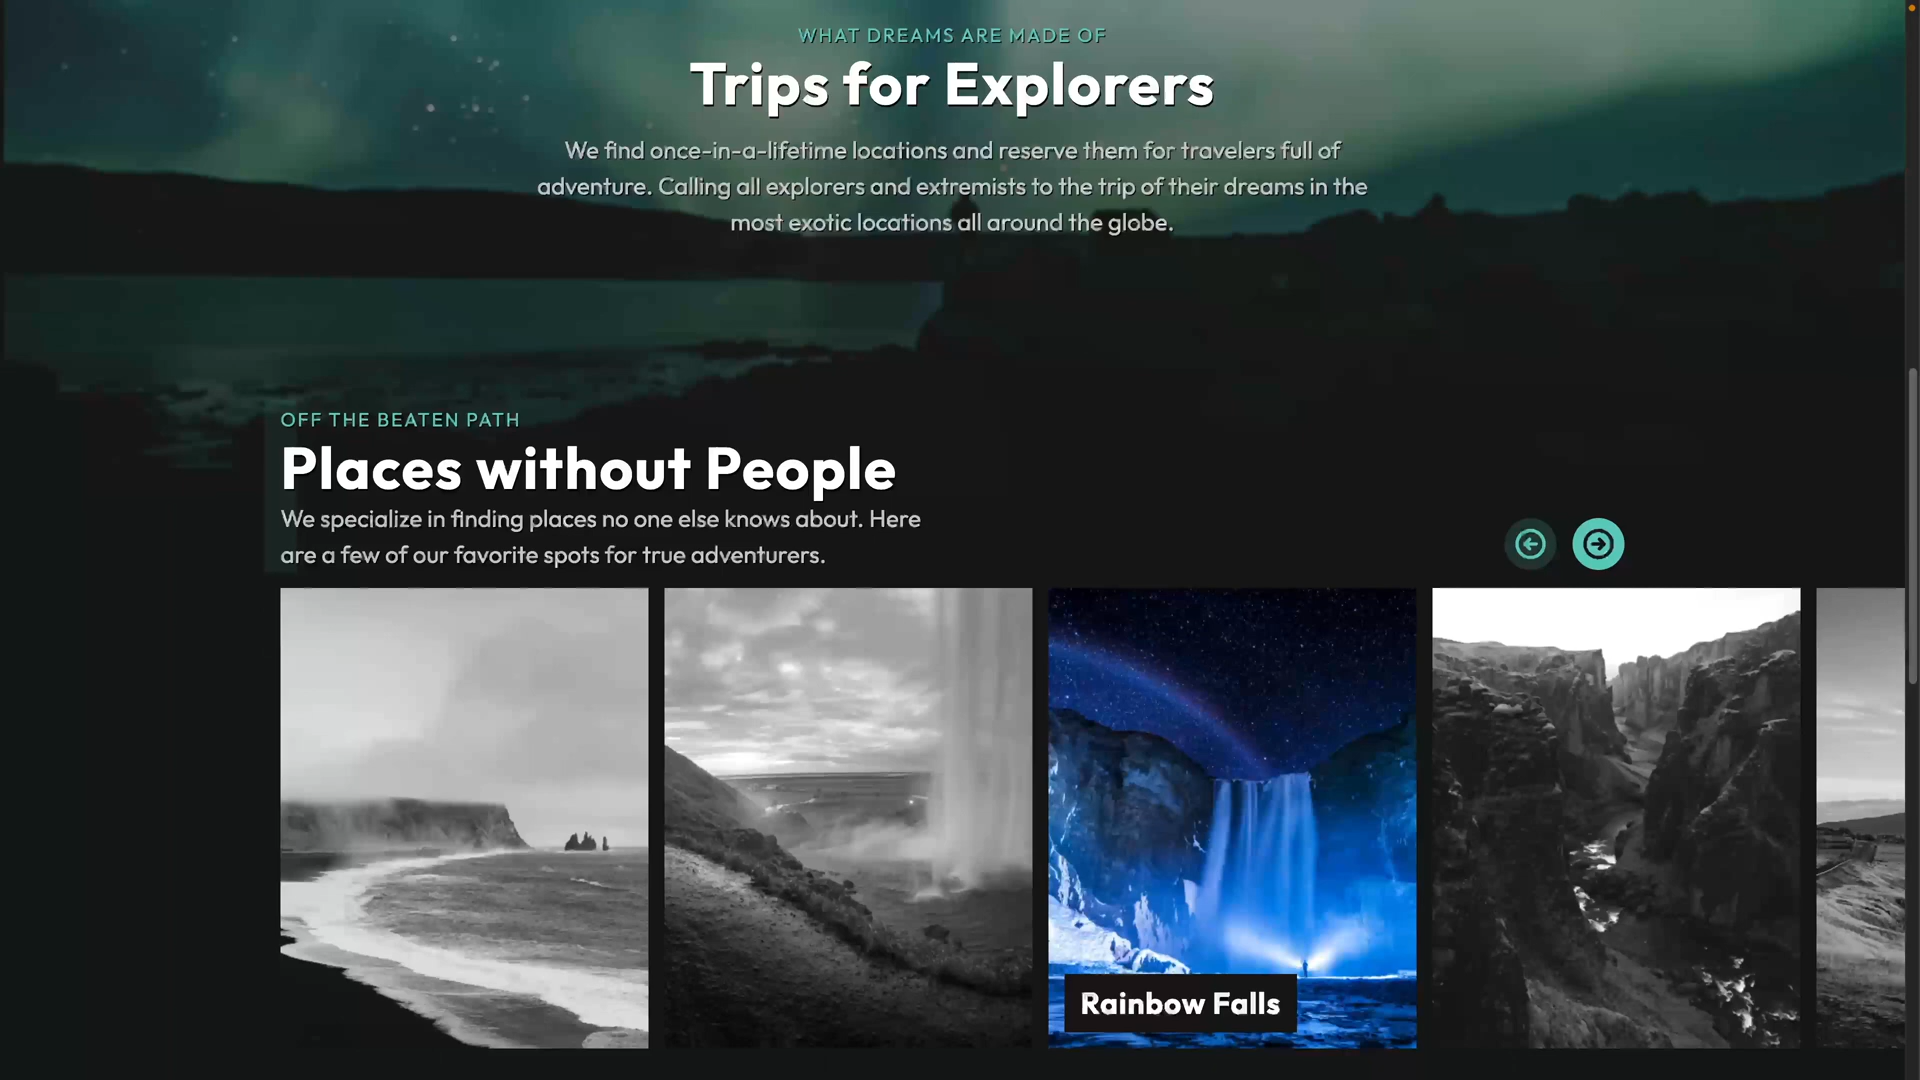 WHAT DREAMS ARE MADE OF
Trips for Explorers
We find once-in-a-lifetime locations and reserve them for travelers full of
adventure. Calling all explorers and extremists to the trip of their dreams in the
most exotic locations all around the globe.
OFF THE BEATEN PATH
Places without People
We specialize in finding places no one else knows about. Here
are a few of our favorite spots for true adventurers.
Rainbow Falls